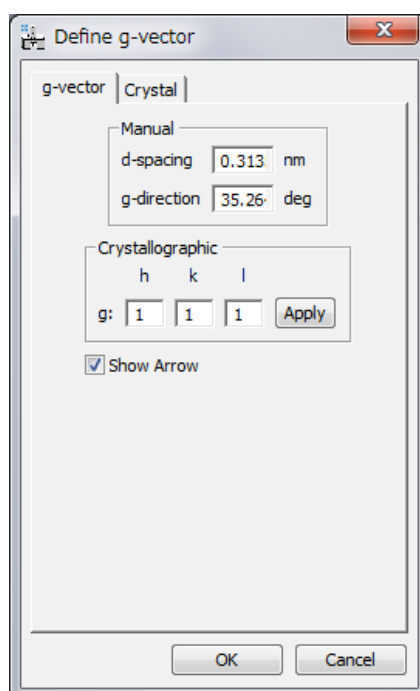 Define g-vector
g-vector Crystal
Manual
d-spacing 0.313 nm
g-direction 35.26 deg
Crystallographic
h k l
g: 1 1 1 Apply
Show Arrow
OK Cancel